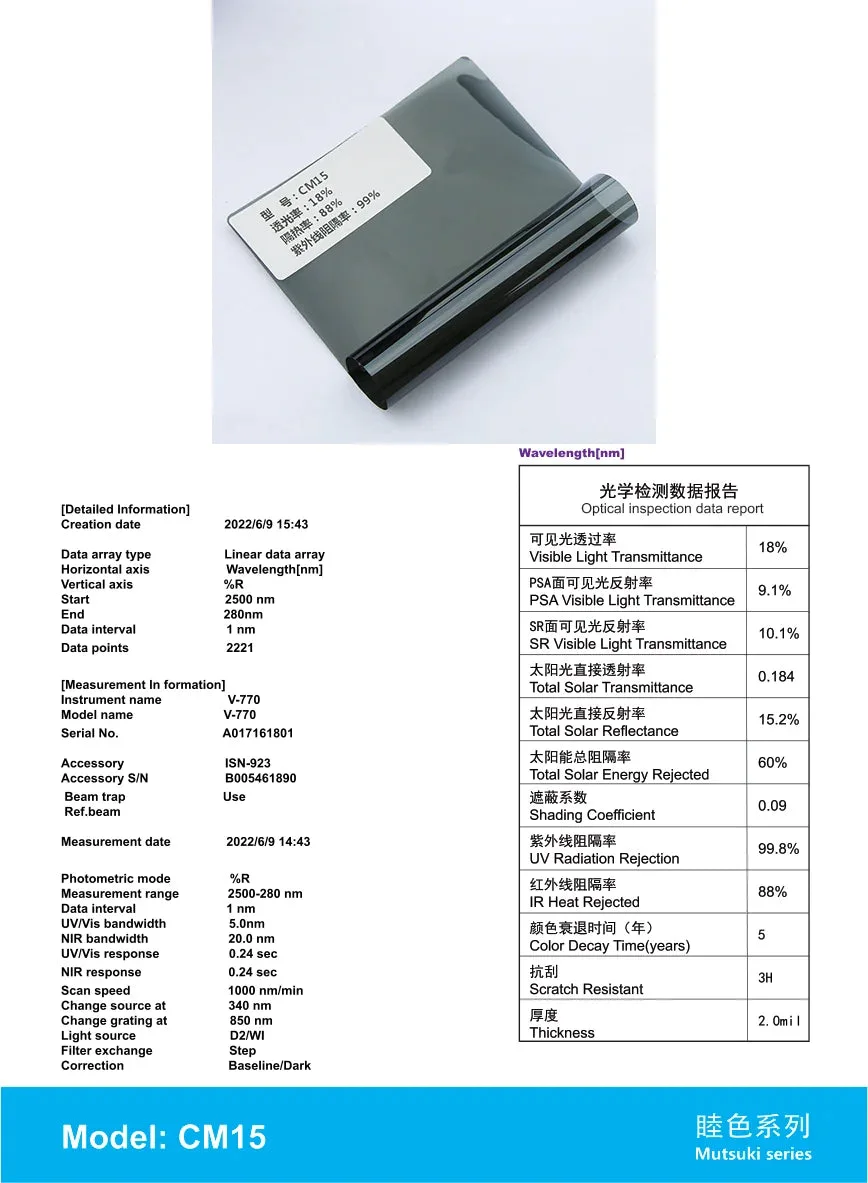 型 号：CM15
透光率：18%
隔热率：88%
紫外线阻隔率：99%
Wavelength[nm]
[Detailed Information]
Creation date 2022/6/9 15:43
Data array type Linear data array
Horizontal axis Wavelength[nm]
Vertical axis %R
Start 2500 nm
End 280nm
Data interval 1 nm
Data points 2221
[Measurement In formation]
Instrument name V-770
Model name V-770
Serial No. A017161801
Accessory ISN-923
Accessory S/N B005461890
Beam trap Use
Ref.beam
Measurement date 2022/6/9 14:43
Photometric mode %R
Measurement range 2500-280 nm
Data interval 1 nm
UV/Vis bandwidth 5.0nm
NIR bandwidth 20.0 nm
UV/Vis response 0.24 sec
NIR response 0.24 sec
Scan speed 1000 nm/min
Change source at 340 nm
Change grating at 850 nm
Light source D2/WI
Filter exchange Step
Correction Baseline/Dark
光学检测数据报告
Optical inspection data report
可见光透过率
Visible Light Transmittance 18%
PSA面可见光反射率
PSA Visible Light Transmittance 9.1%
SR面可见光反射率
SR Visible Light Transmittance 10.1%
太阳光直接透射率
Total Solar Transmittance 0.184
太阳光直接反射率
Total Solar Reflectance 15.2%
太阳能总阻隔率
Total Solar Energy Rejected 60%
遮蔽系数
Shading Coefficient 0.09
紫外线阻隔率
UV Radiation Rejection 99.8%
红外线阻隔率
IR Heat Rejected 88%
颜色衰退时间（年）
Color Decay Time(years) 5
抗刮
Scratch Resistant 3H
厚度
Thickness 2.0mil
Model: CM15
睦色系列
Mutsuki series